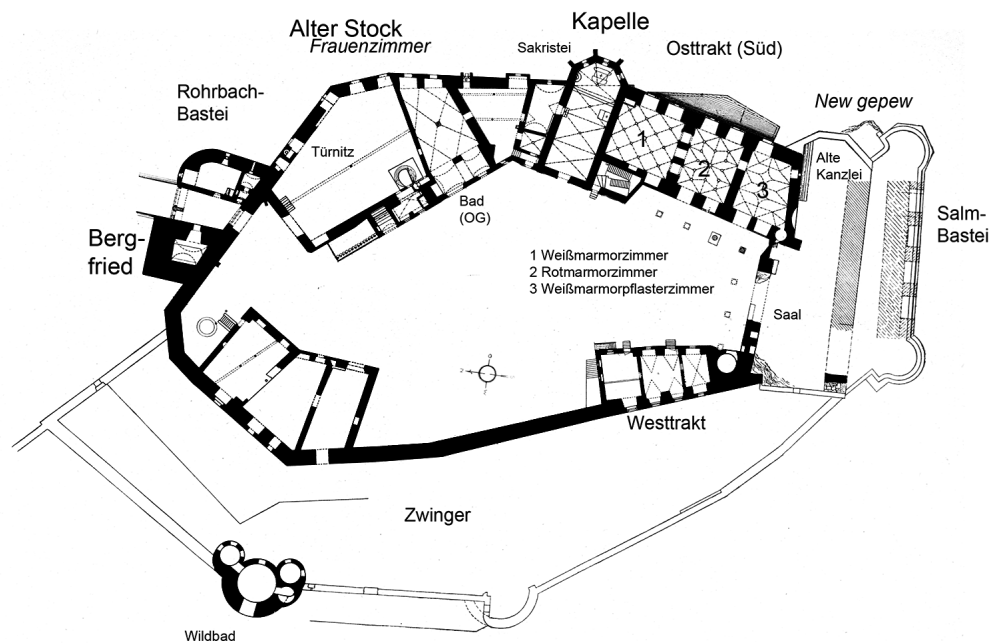 Kapelle
Alter Stock
Frauenzimmer
Sakristei
Osttrakt (Süd)
Rohrbach-
Bastei
New gepew
Türnitz
1
2
3
Alte
Kanzlei
Bad
(OG)
Salm-
Bastei
Berg-
fried
1 Weißmarmorzimmer
2 Rotmarmorzimmer
3 Weißmarmorpflasterzimmer
Saal
Westtrakt
Zwinger
Wildbad